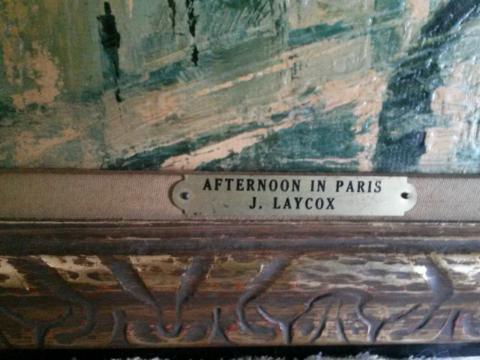 AFTERNOON IN PARIS
J. LAYCOX